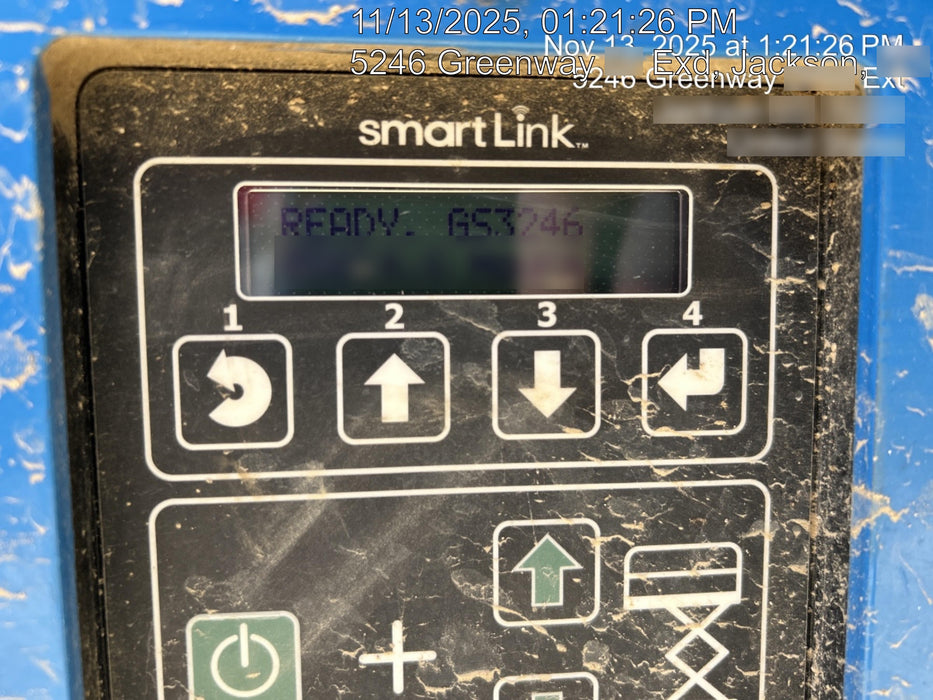 11/13/2025, 01:21:26 PM
Nov 13, 2025 at 1:21:26 PM
5246 Greenway Exd, Jackson,
5246 Greenway Ext
smartLink™
READY. GS3246
1 2 3 4